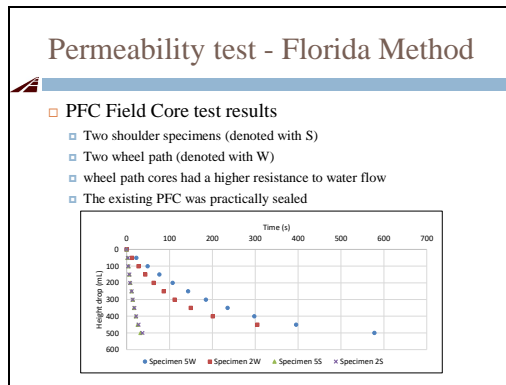 Permeability test - Florida Method
PFC Field Core test results
Two shoulder specimens (denoted with S)
Two wheel path (denoted with W)
wheel path cores had a higher resistance to water flow
The existing PFC was practically sealed
Time (s)
0 100 200 300 400 500 600 700
0
100
200
300
400
500
600
Height drop (mL)
Specimen 5W Specimen 2W Specimen 5S Specimen 2S